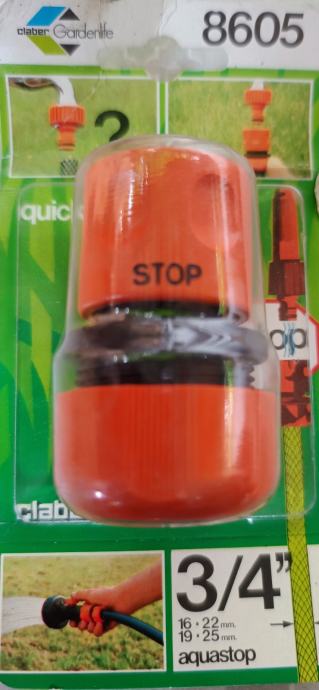 claber Gardenlife
8605
?
quick
STOP
claber
3/4"
16 • 22 mm.
19 • 25 mm.
aquastop